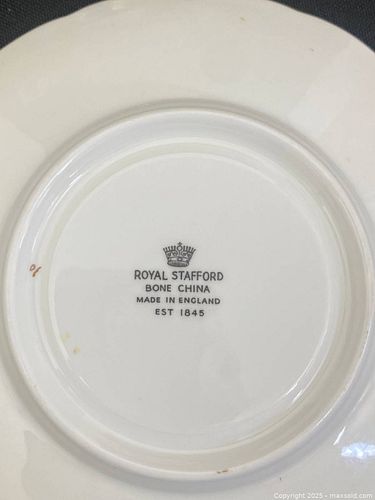 ROYAL STAFFORD
BONE CHINA
MADE IN ENGLAND
EST 1845
Copyright 2025 - maxsold.com